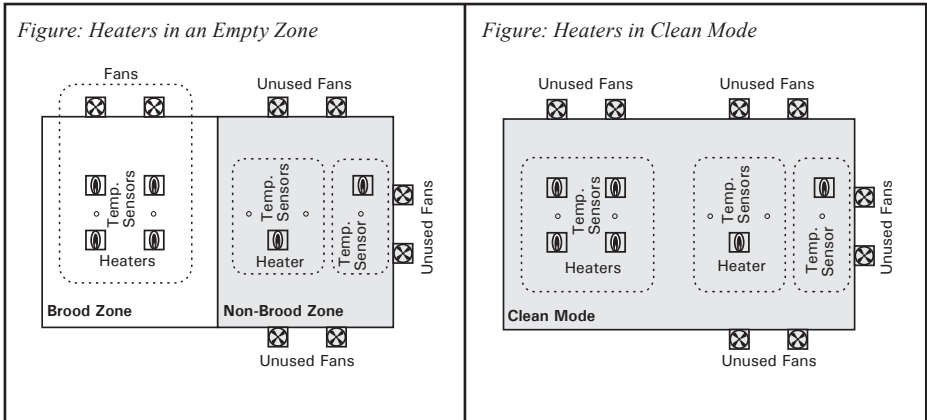 Figure: Heaters in an Empty Zone
Fans
Unused Fans
Temp.
Sensors
Heaters
Temp.
Sensors
Heater
Temp.
Sensor
Unused Fans
Brood Zone
Non-Brood Zone
Unused Fans
Figure: Heaters in Clean Mode
Unused Fans
Unused Fans
Temp.
Sensors
Heaters
Temp.
Sensors
Heater
Temp.
Sensor
Unused Fans
Clean Mode
Unused Fans